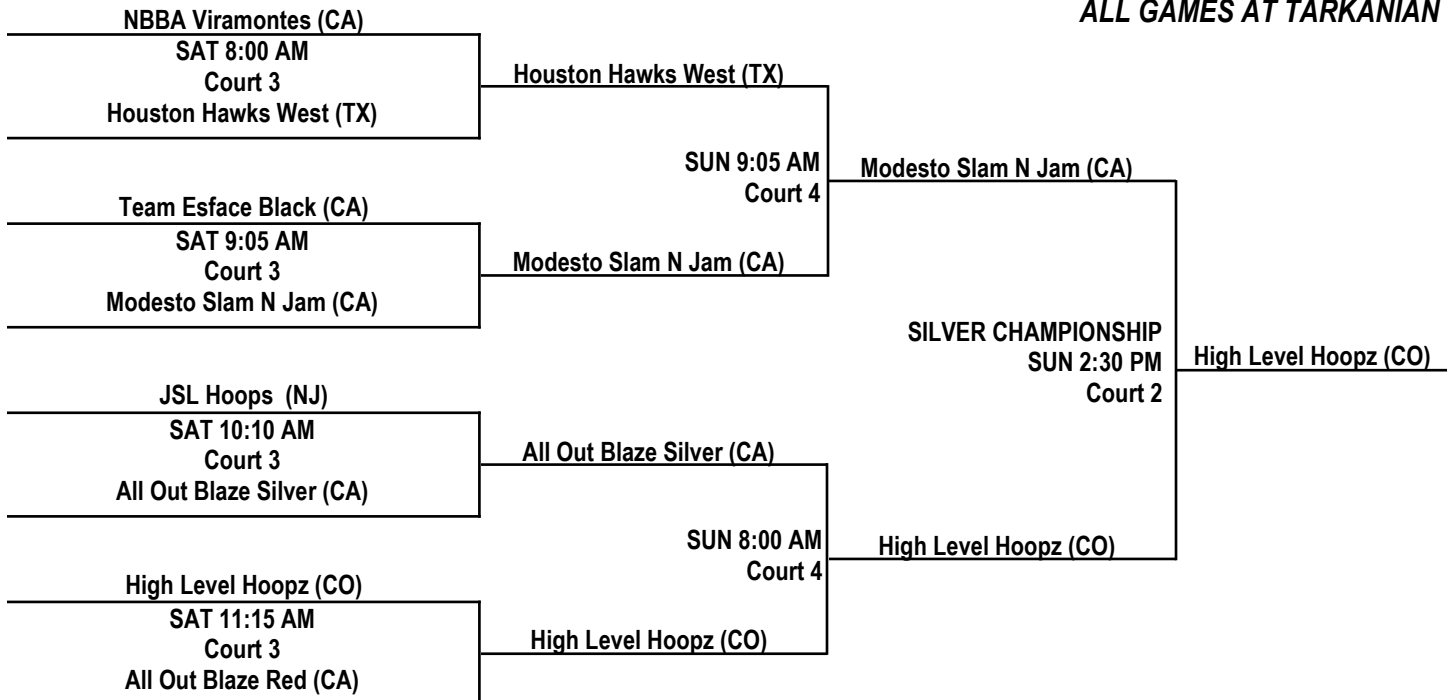 ALL GAMES AT TARKANIAN
NBBA Viramontes (CA)
SAT 8:00 AM
Court 3
Houston Hawks West (TX)
Team Esface Black (CA)
SAT 9:05 AM
Court 3
Modesto Slam N Jam (CA)
JSL Hoops (NJ)
SAT 10:10 AM
Court 3
All Out Blaze Silver (CA)
High Level Hoopz (CO)
SAT 11:15 AM
Court 3
All Out Blaze Red (CA)
Houston Hawks West (TX)
SUN 9:05 AM
Court 4
Modesto Slam N Jam (CA)
All Out Blaze Silver (CA)
SUN 8:00 AM
Court 4
High Level Hoopz (CO)
Modesto Slam N Jam (CA)
SILVER CHAMPIONSHIP
SUN 2:30 PM
Court 2
High Level Hoopz (CO)
High Level Hoopz (CO)